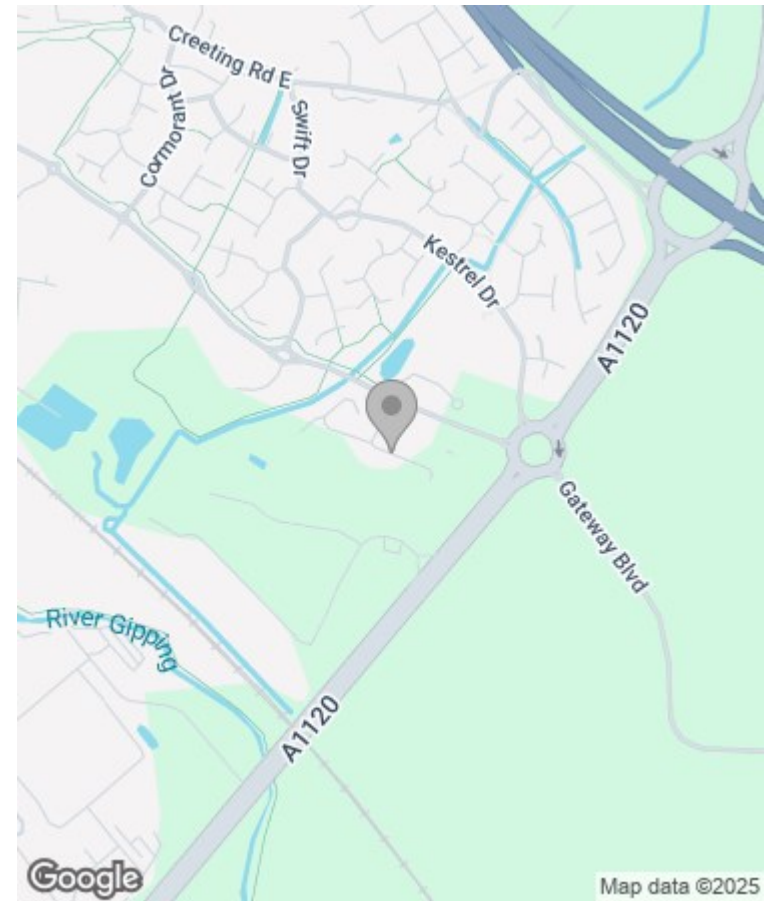 Creeting Rd E
Cormorant Dr
Swift Dr
Kestrel Dr
A1120
Gateway Blvd
River Gipping
A1120
Google
Map data ©2025